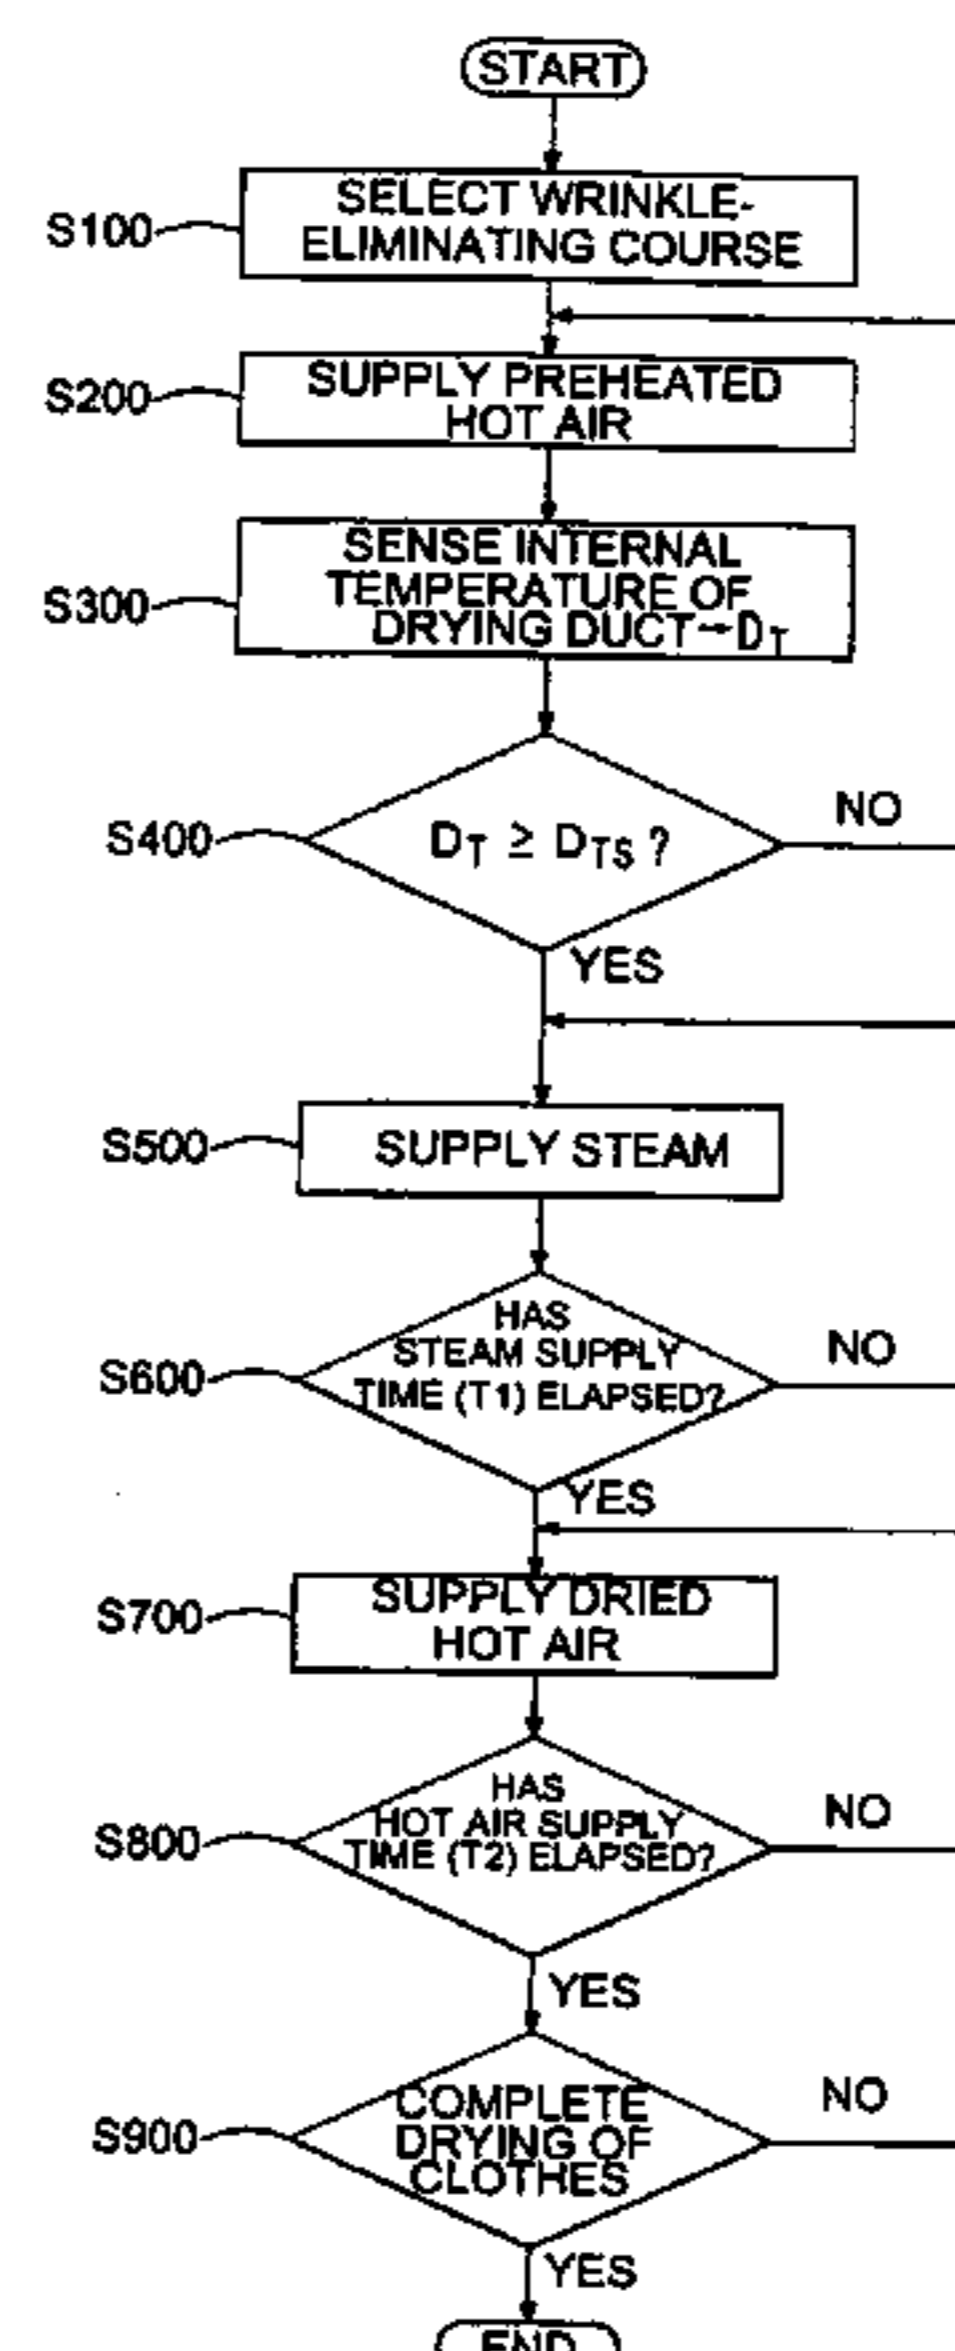 START
S100
SELECT WRINKLE-
ELIMINATING COURSE
S200
SUPPLY PREHEATED
HOT AIR
S300
SENSE INTERNAL
TEMPERATURE OF
DRYING DUCT→DT
S400
DT ≥ DTS ?
NO
YES
S500
SUPPLY STEAM
S600
HAS
STEAM SUPPLY
TIME (T1) ELAPSED?
NO
YES
S700
SUPPLY DRIED
HOT AIR
S800
HAS
HOT AIR SUPPLY
TIME (T2) ELAPSED?
NO
YES
S900
COMPLETE
DRYING OF
CLOTHES
NO
YES
END